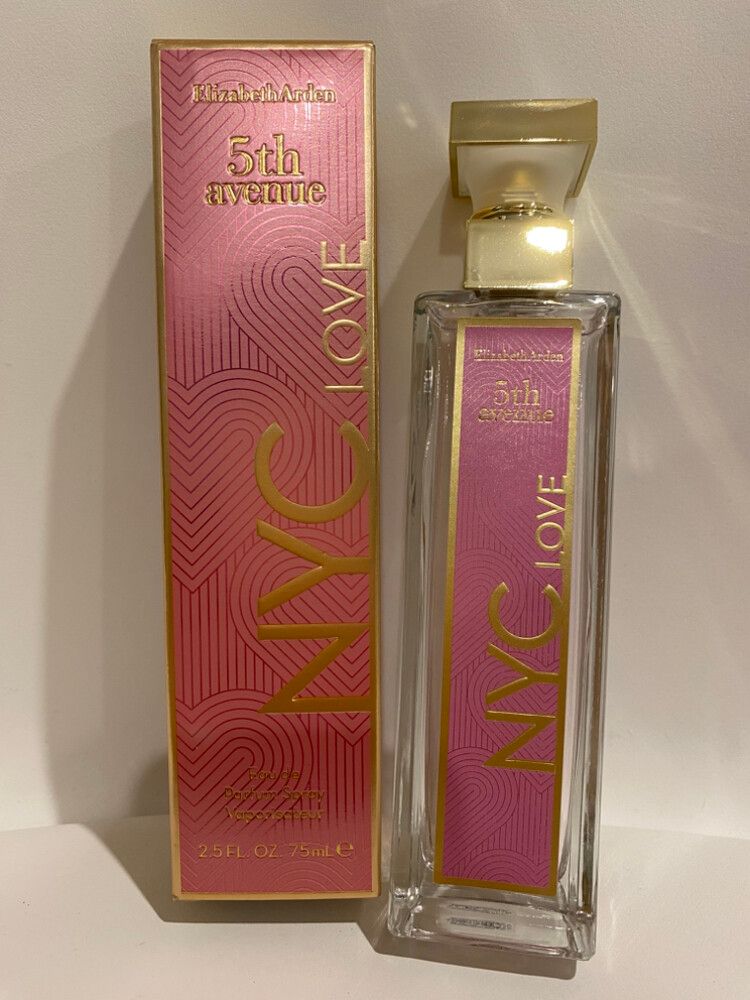 Elizabeth Arden
5th
avenue
NYC LOVE
Eau de
Parfum Spray
Vaporisateur
2.5 FL. OZ. 75mL℮
Elizabeth Arden
5th
avenue
NYC LOVE